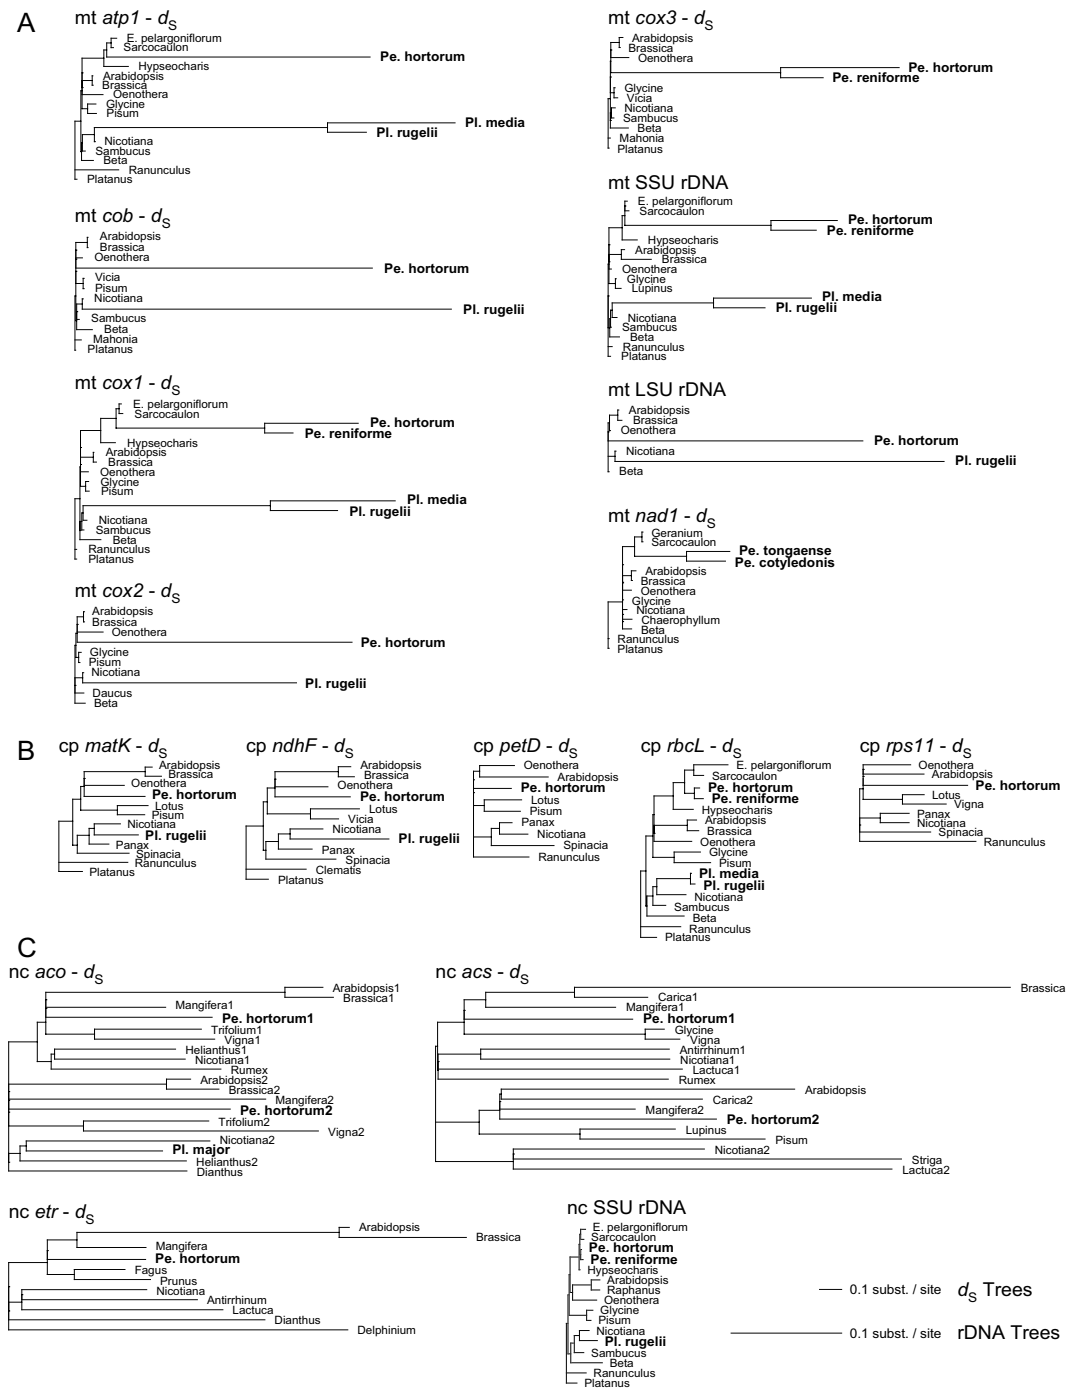 A
mt atp1 - dS
E. pelargoniflorum
Sarcocaulon
Pe. hortorum
Hypseocharis
Arabidopsis
Brassica
Oenothera
Glycine
Pisum
Pl. media
Pl. rugelii
Nicotiana
Sambucus
Beta
Ranunculus
Platanus
mt cob - dS
Arabidopsis
Brassica
Oenothera
Pe. hortorum
Vicia
Pisum
Nicotiana
Pl. rugelii
Sambucus
Beta
Mahonia
Platanus
mt cox1 - dS
E. pelargoniflorum
Sarcocaulon
Pe. hortorum
Pe. reniforme
Hypseocharis
Arabidopsis
Brassica
Oenothera
Glycine
Pisum
Pl. media
Pl. rugelii
Nicotiana
Sambucus
Beta
Ranunculus
Platanus
mt cox2 - dS
Arabidopsis
Brassica
Oenothera
Pe. hortorum
Glycine
Pisum
Nicotiana
Pl. rugelii
Daucus
Beta
mt cox3 - dS
Arabidopsis
Brassica
Oenothera
Pe. hortorum
Pe. reniforme
Glycine
Vicia
Nicotiana
Sambucus
Beta
Mahonia
Platanus
mt SSU rDNA
E. pelargoniflorum
Sarcocaulon
Pe. hortorum
Pe. reniforme
Hypseocharis
Arabidopsis
Brassica
Oenothera
Glycine
Lupinus
Pl. media
Pl. rugelii
Nicotiana
Sambucus
Beta
Ranunculus
Platanus
mt LSU rDNA
Arabidopsis
Brassica
Oenothera
Pe. hortorum
Nicotiana
Pl. rugelii
Beta
mt nad1 - dS
Geranium
Sarcocaulon
Pe. tongaense
Pe. cotyledonis
Arabidopsis
Brassica
Oenothera
Glycine
Nicotiana
Chaerophyllum
Beta
Ranunculus
Platanus
B
cp matK - dS
Arabidopsis
Brassica
Oenothera
Pe. hortorum
Lotus
Pisum
Nicotiana
Pl. rugelii
Panax
Spinacia
Ranunculus
Platanus
cp ndhF - dS
Arabidopsis
Brassica
Oenothera
Pe. hortorum
Lotus
Vicia
Nicotiana
Pl. rugelii
Panax
Spinacia
Clematis
Platanus
cp petD - dS
Oenothera
Arabidopsis
Pe. hortorum
Lotus
Pisum
Panax
Nicotiana
Spinacia
Ranunculus
cp rbcL - dS
E. pelargoniflorum
Sarcocaulon
Pe. hortorum
Pe. reniforme
Hypseocharis
Arabidopsis
Brassica
Oenothera
Glycine
Pisum
Pl. media
Pl. rugelii
Nicotiana
Sambucus
Beta
Ranunculus
Platanus
cp rps11 - dS
Oenothera
Arabidopsis
Pe. hortorum
Lotus
Vigna
Panax
Nicotiana
Spinacia
Ranunculus
C
nc aco - dS
Arabidopsis1
Brassica1
Mangifera1
Pe. hortorum1
Trifolium1
Vigna1
Helianthus1
Nicotiana1
Rumex
Arabidopsis2
Brassica2
Mangifera2
Pe. hortorum2
Trifolium2
Vigna2
Nicotiana2
Pl. major
Helianthus2
Dianthus
nc acs - dS
Brassica
Carica1
Mangifera1
Pe. hortorum1
Glycine
Vigna
Antirrhinum1
Nicotiana1
Lactuca1
Rumex
Arabidopsis
Carica2
Mangifera2
Pe. hortorum2
Lupinus
Pisum
Nicotiana2
Striga
Lactuca2
nc etr - dS
Arabidopsis
Brassica
Mangifera
Pe. hortorum
Fagus
Prunus
Nicotiana
Antirrhinum
Lactuca
Dianthus
Delphinium
nc SSU rDNA
E. pelargoniflorum
Sarcocaulon
Pe. hortorum
Pe. reniforme
Hypseocharis
Arabidopsis
Raphanus
Oenothera
Glycine
Pisum
Nicotiana
Pl. rugelii
Sambucus
Beta
Ranunculus
Platanus
0.1 subst. / site dS Trees
0.1 subst. / site rDNA Trees